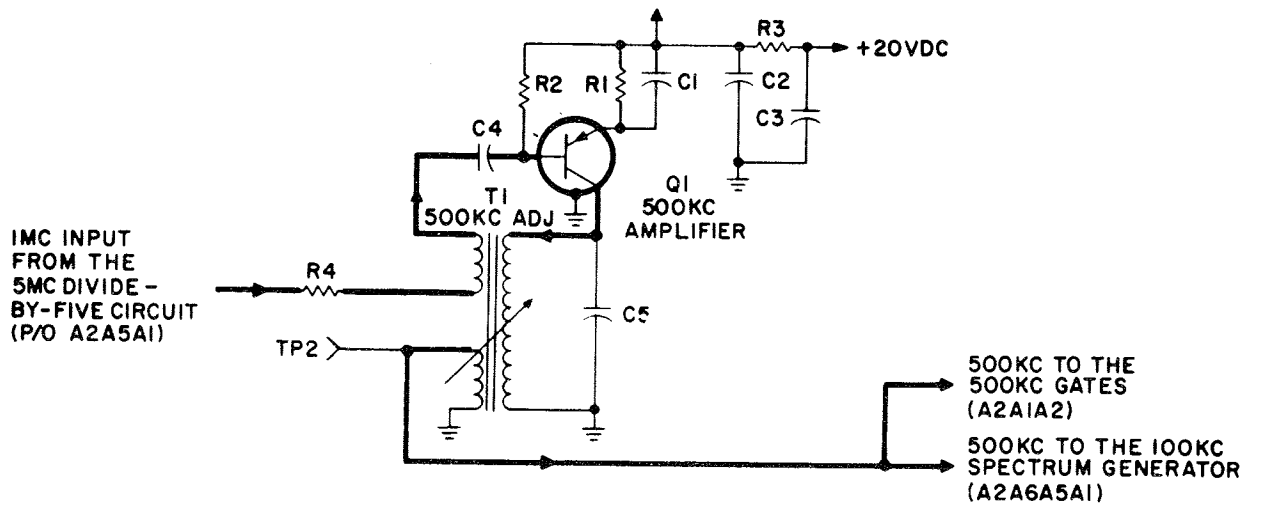 R3
+20VDC
R2
R1
C1
C2
C3
C4
Q1
500KC
AMPLIFIER
T1
500KC ADJ
1MC INPUT
FROM THE
5MC DIVIDE-
BY-FIVE CIRCUIT
(P/O A2A5A1)
R4
C5
TP2
500KC TO THE
500KC GATES
(A2A1A2)
500KC TO THE 100KC
SPECTRUM GENERATOR
(A2A6A5A1)